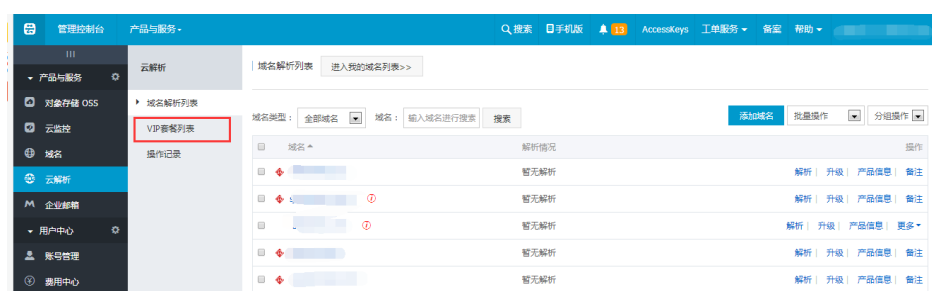 管理控制台 产品与服务 搜索 手机版 13 AccessKeys 工单服务 备案 帮助
产品与服务
对象存储 OSS
云监控
域名
云解析
企业邮箱
用户中心
账号管理
费用中心
云解析
域名解析列表
VIP套餐列表
操作记录
域名解析列表 进入我的域名列表>>
域名类型： 全部域名 域名： 输入域名进行搜索 搜索 添加域名 批量操作 分组操作
域名 解析情况 操作
暂无解析 解析 | 升级 | 产品信息 | 备注
暂无解析 解析 | 升级 | 产品信息 | 备注
暂无解析 解析 | 升级 | 产品信息 | 更多
暂无解析 解析 | 升级 | 产品信息 | 备注
暂无解析 解析 | 升级 | 产品信息 | 备注